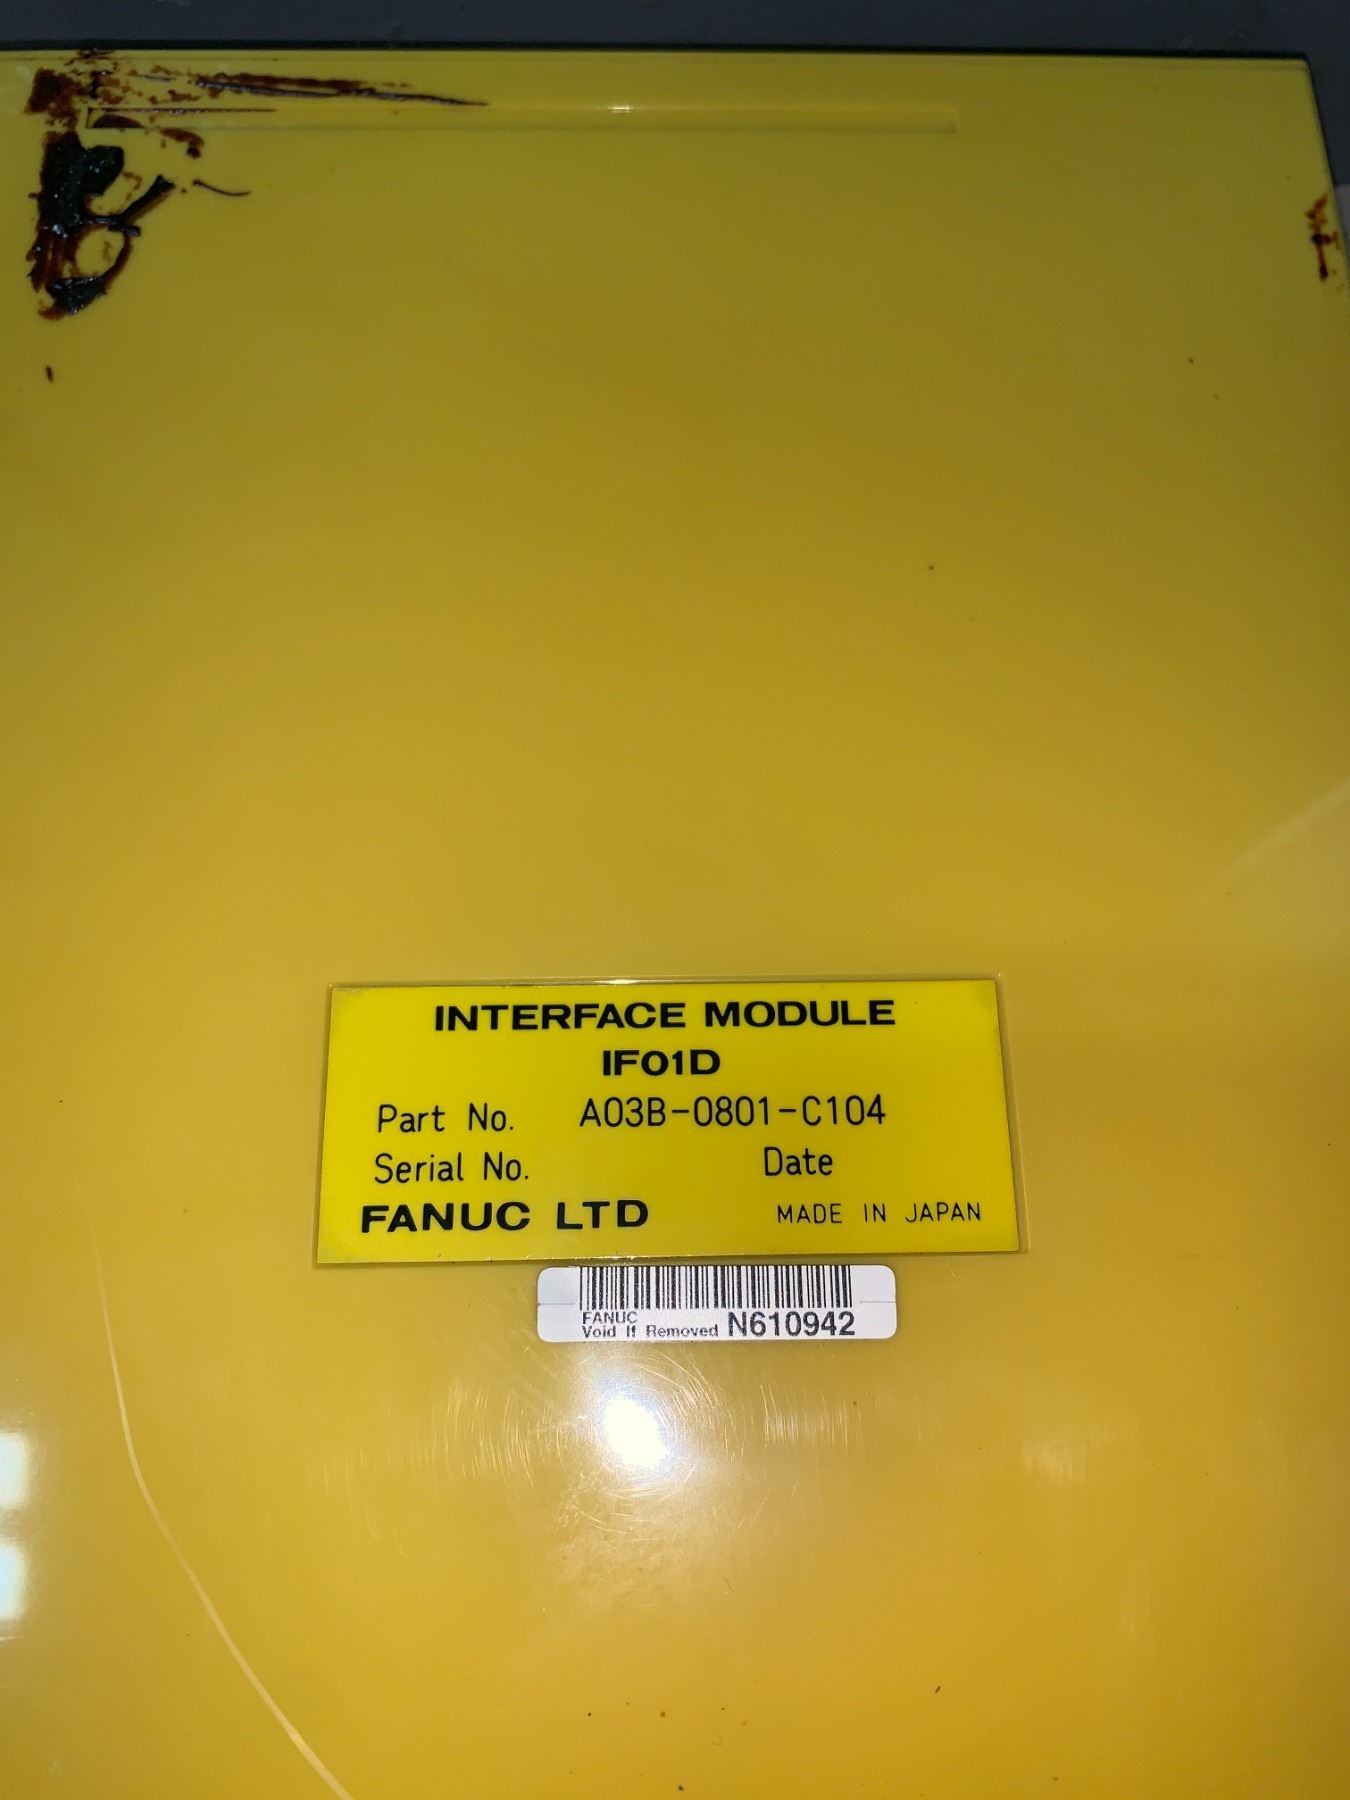 INTERFACE MODULE
IF01D
Part No. A03B-0801-C104
Serial No. Date
FANUC LTD MADE IN JAPAN
FANUC
Void If Removed N610942